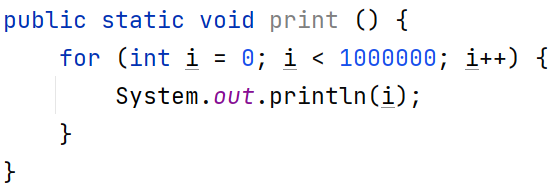 public static void print () {
    for (int i = 0; i < 1000000; i++) {
        System.out.println(i);
    }
}